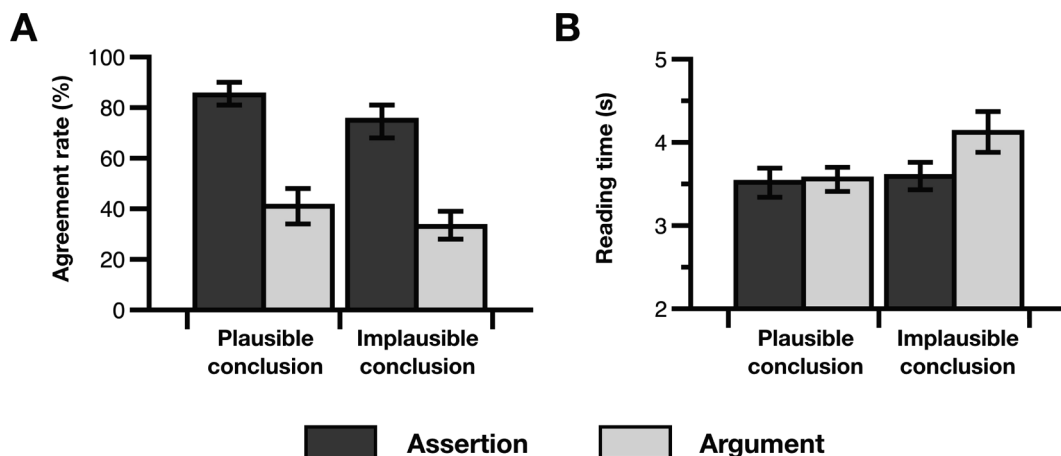 A
Agreement rate (%)
100
80
60
40
20
0
Plausible
conclusion
Implausible
conclusion
B
Reading time (s)
5
4
3
2
Plausible
conclusion
Implausible
conclusion
Assertion
Argument